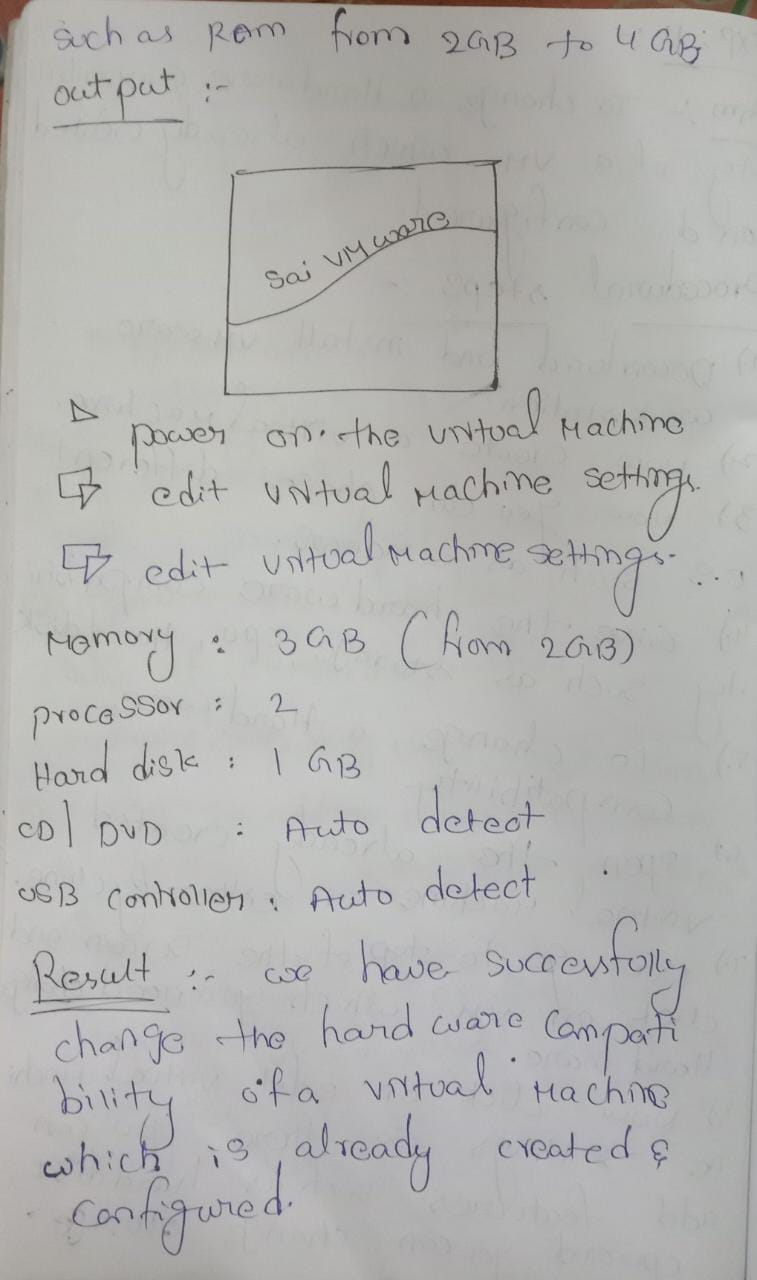 such as Ram from 2GB to 4GB
output :-
Sai VMware
power on the virtual Machine
edit virtual Machine settings.
edit virtual Machine settings. ...
Memory : 3GB (from 2GB)
processor : 2
Hard disk : 1 GB
CD/ DVD : Auto detect
USB Controller : Auto detect
Result :- we have successfully
change the hard ware Compati
bility of a virtual Machine
which is already created &
Configured.